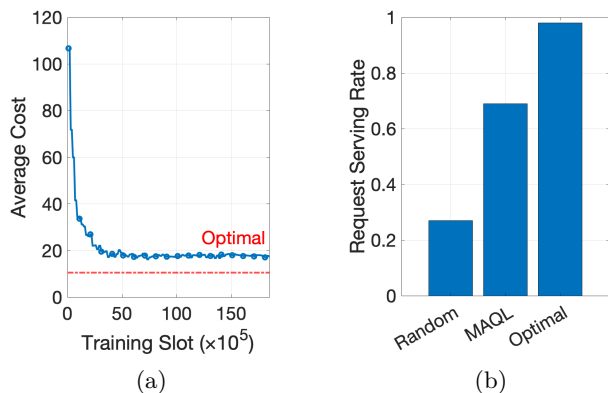 120
100
80
60
40
20
0
Average Cost
Optimal
0 50 100 150
Training Slot (×10⁵)
(a)
1
0.8
0.6
0.4
0.2
0
Request Serving Rate
Random MAQL Optimal
(b)